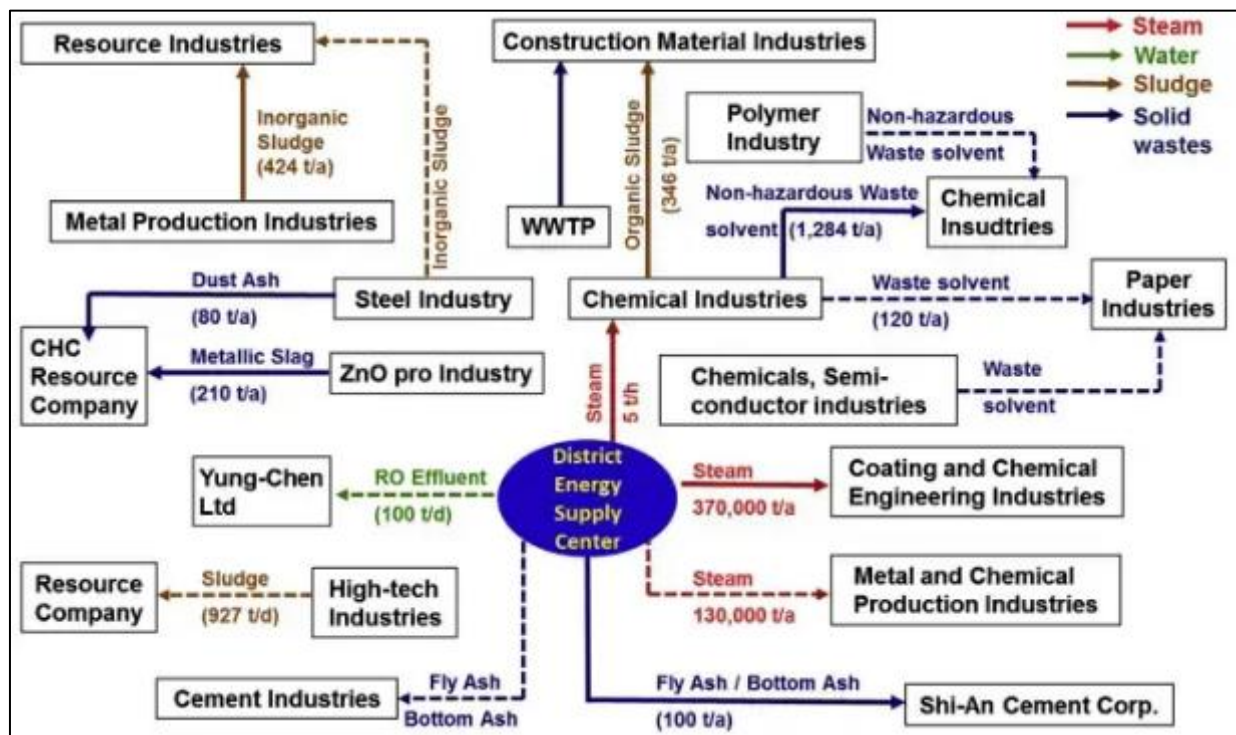 Resource Industries
Construction Material Industries
Steam
Water
Sludge
Solid
wastes
Inorganic
Sludge
(424 t/a)
Inorganic Sludge
Organic Sludge
(346 t/a)
Polymer
Industry
Non-hazardous
Waste solvent
Metal Production Industries
WWTP
Non-hazardous Waste
solvent (1,284 t/a)
Chemical
Insudtries
Dust Ash
(80 t/a)
Steel Industry
Chemical Industries
Waste solvent
(120 t/a)
Paper
Industries
CHC
Resource
Company
Metallic Slag
(210 t/a)
ZnO pro Industry
Steam
5 t/h
Chemicals, Semi-
conductor industries
Waste
solvent
Yung-Chen
Ltd
RO Effluent
(100 t/d)
District
Energy
Supply
Center
Steam
370,000 t/a
Coating and Chemical
Engineering Industries
Resource
Company
Sludge
(927 t/d)
High-tech
Industries
Steam
130,000 t/a
Metal and Chemical
Production Industries
Cement Industries
Fly Ash
Bottom Ash
Fly Ash / Bottom Ash
(100 t/a)
Shi-An Cement Corp.